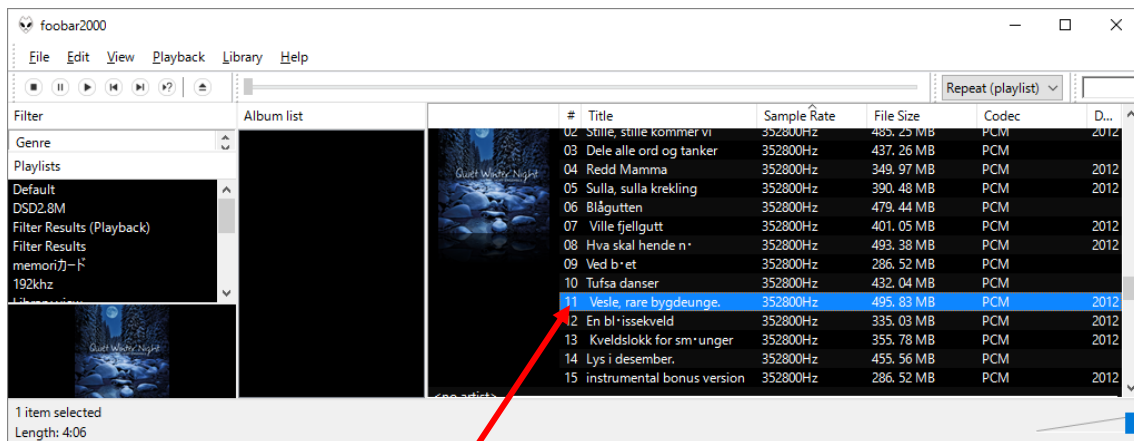 foobar2000
File Edit View Playback Library Help
Repeat (playlist)
Filter
Album list
# Title Sample Rate File Size Codec D...
Genre
Playlists
Default
DSD2.8M
Filter Results (Playback)
Filter Results
memoriカード
192khz
Library view
Quiet Winter Night
02 Stille, stille kommer vi 352800Hz 485. 25 MB PCM 2012
03 Dele alle ord og tanker 352800Hz 437. 26 MB PCM
04 Redd Mamma 352800Hz 349. 97 MB PCM 2012
05 Sulla, sulla krekling 352800Hz 390. 48 MB PCM 2012
06 Blågutten 352800Hz 479. 44 MB PCM
07 Ville fjellgutt 352800Hz 401. 05 MB PCM 2012
08 Hva skal hende n・ 352800Hz 493. 38 MB PCM 2012
09 Ved b・et 352800Hz 286. 52 MB PCM
10 Tufsa danser 352800Hz 432. 04 MB PCM
11 Vesle, rare bygdeunge. 352800Hz 495. 83 MB PCM 2012
12 En bl・issekveld 352800Hz 335. 03 MB PCM 2012
13 Kveldslokk for sm・unger 352800Hz 355. 78 MB PCM 2012
14 Lys i desember. 352800Hz 455. 56 MB PCM
15 instrumental bonus version 352800Hz 286. 52 MB PCM 2012
<no artist>
Quiet Winter Night
1 item selected
Length: 4:06